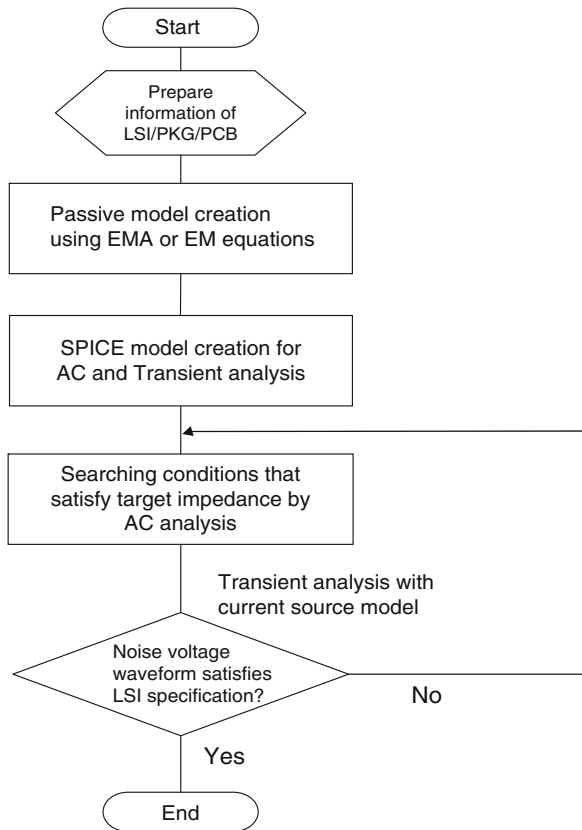 Start
Prepare
information of
LSI/PKG/PCB
Passive model creation
using EMA or EM equations
SPICE model creation for
AC and Transient analysis
Searching conditions that
satisfy target impedance by
AC analysis
Transient analysis with
current source model
Noise voltage
waveform satisfies
LSI specification?
No
Yes
End